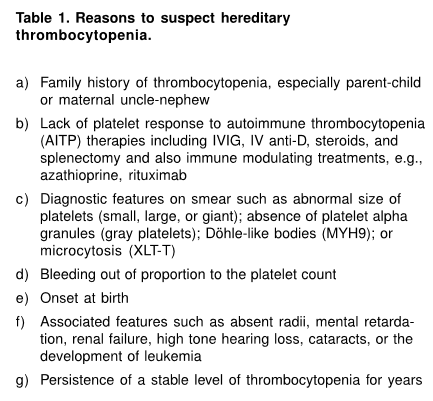 Table 1. Reasons to suspect hereditary
thrombocytopenia.
a) Family history of thrombocytopenia, especially parent-child
or maternal uncle-nephew
b) Lack of platelet response to autoimmune thrombocytopenia
(AITP) therapies including IVIG, IV anti-D, steroids, and
splenectomy and also immune modulating treatments, e.g.,
azathioprine, rituximab
c) Diagnostic features on smear such as abnormal size of
platelets (small, large, or giant); absence of platelet alpha
granules (gray platelets); Döhle-like bodies (MYH9); or
microcytosis (XLT-T)
d) Bleeding out of proportion to the platelet count
e) Onset at birth
f) Associated features such as absent radii, mental retarda-
tion, renal failure, high tone hearing loss, cataracts, or the
development of leukemia
g) Persistence of a stable level of thrombocytopenia for years